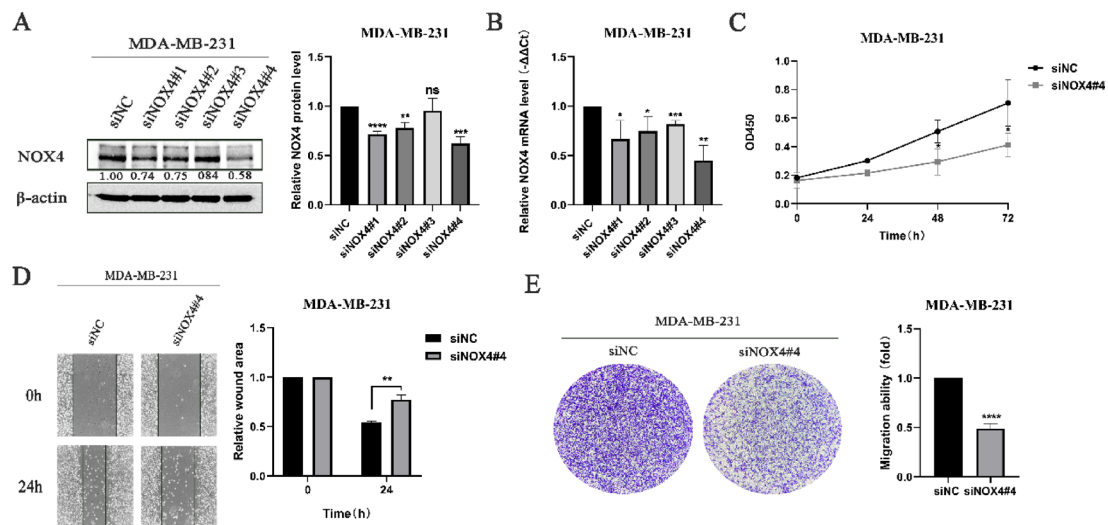 A
MDA-MB-231
siNC
siNOX4#1
siNOX4#2
siNOX4#3
siNOX4#4
NOX4
1.00 0.74 0.75 084 0.58
β-actin
MDA-MB-231
Relative NOX4 protein level
1.5
1.0
0.5
0.0
****
**
ns
***
siNC
siNOX4#1
siNOX4#2
siNOX4#3
siNOX4#4
B
MDA-MB-231
Relative NOX4 mRNA level (-ΔΔCt)
1.5
1.0
0.5
0.0
*
*
***
**
siNC
siNOX4#1
siNOX4#2
siNOX4#3
siNOX4#4
C
MDA-MB-231
OD450
1.0
0.8
0.6
0.4
0.2
0.0
*
*
0 24 48 72
Time(h)
siNC
siNOX4#4
D
MDA-MB-231
siNC
siNOX4#4
0h
24h
MDA-MB-231
Relative wound area
1.5
1.0
0.5
0.0
**
0 24
Time(h)
siNC
siNOX4#4
E
MDA-MB-231
siNC siNOX4#4
MDA-MB-231
Migration ability (fold)
1.5
1.0
0.5
0.0
****
siNC siNOX4#4